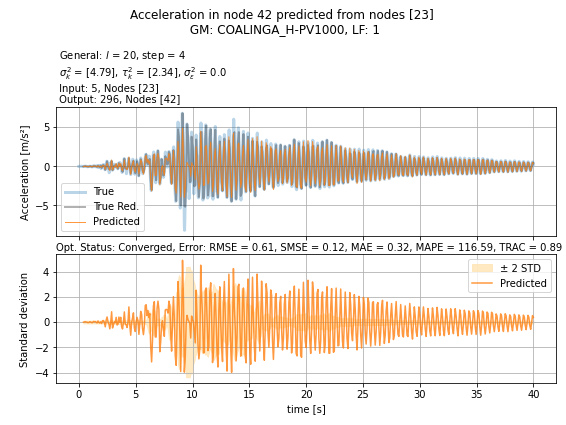 Acceleration in node 42 predicted from nodes [23]
GM: COALINGA_H-PV1000, LF: 1
General: l = 20, step = 4
σ²ₖ = [4.79], τ²ₖ = [2.34], σ²ₛ = 0.0
Input: 5, Nodes [23]
Output: 296, Nodes [42]
Acceleration [m/s²]
5
0
−5
True
True Red.
Predicted
Opt. Status: Converged, Error: RMSE = 0.61, SMSE = 0.12, MAE = 0.32, MAPE = 116.59, TRAC = 0.89
Standard deviation
4
2
0
−2
−4
± 2 STD
Predicted
0 5 10 15 20 25 30 35 40
time [s]